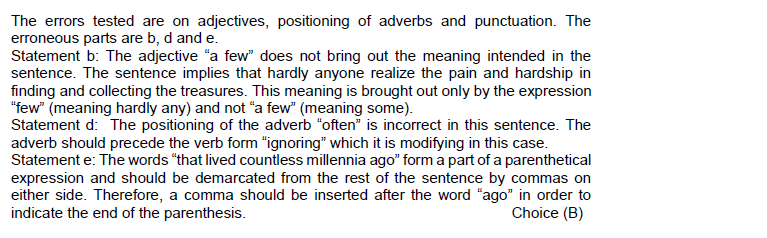 The errors tested are on adjectives, positioning of adverbs and punctuation. The
erroneous parts are b, d and e.
Statement b: The adjective “a few” does not bring out the meaning intended in the
sentence. The sentence implies that hardly anyone realize the pain and hardship in
finding and collecting the treasures. This meaning is brought out only by the expression
“few” (meaning hardly any) and not “a few” (meaning some).
Statement d: The positioning of the adverb “often” is incorrect in this sentence. The
adverb should precede the verb form “ignoring” which it is modifying in this case.
Statement e: The words “that lived countless millennia ago” form a part of a parenthetical
expression and should be demarcated from the rest of the sentence by commas on
either side. Therefore, a comma should be inserted after the word “ago” in order to
indicate the end of the parenthesis. Choice (B)